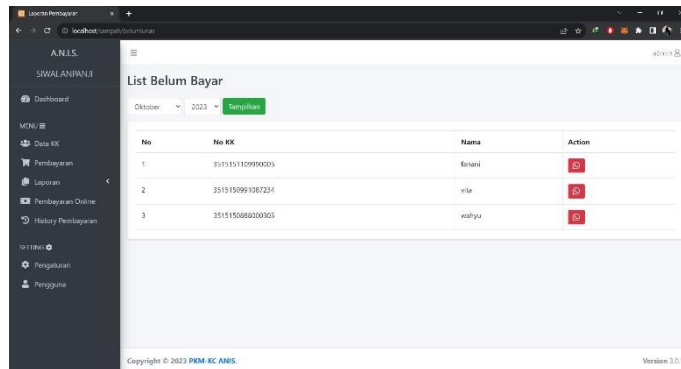 Laporan Pembayaran
localhost/sampah/belumlunas
A.N.I.S.
SIWALANPANJI
Dashboard
MENU
Data KK
Pembayaran
Laporan
Pembayaran Online
History Pembayaran
SETTING
Pengaturan
Pengguna
admin
List Belum Bayar
Oktober 2023 Tampilkan
No No KK Nama Action
1 3515151109990005 fanani
2 3515150991087234 vita
3 3515150888000303 wahyu
Copyright © 2023 PKM-KC ANIS.
Version 3.0.